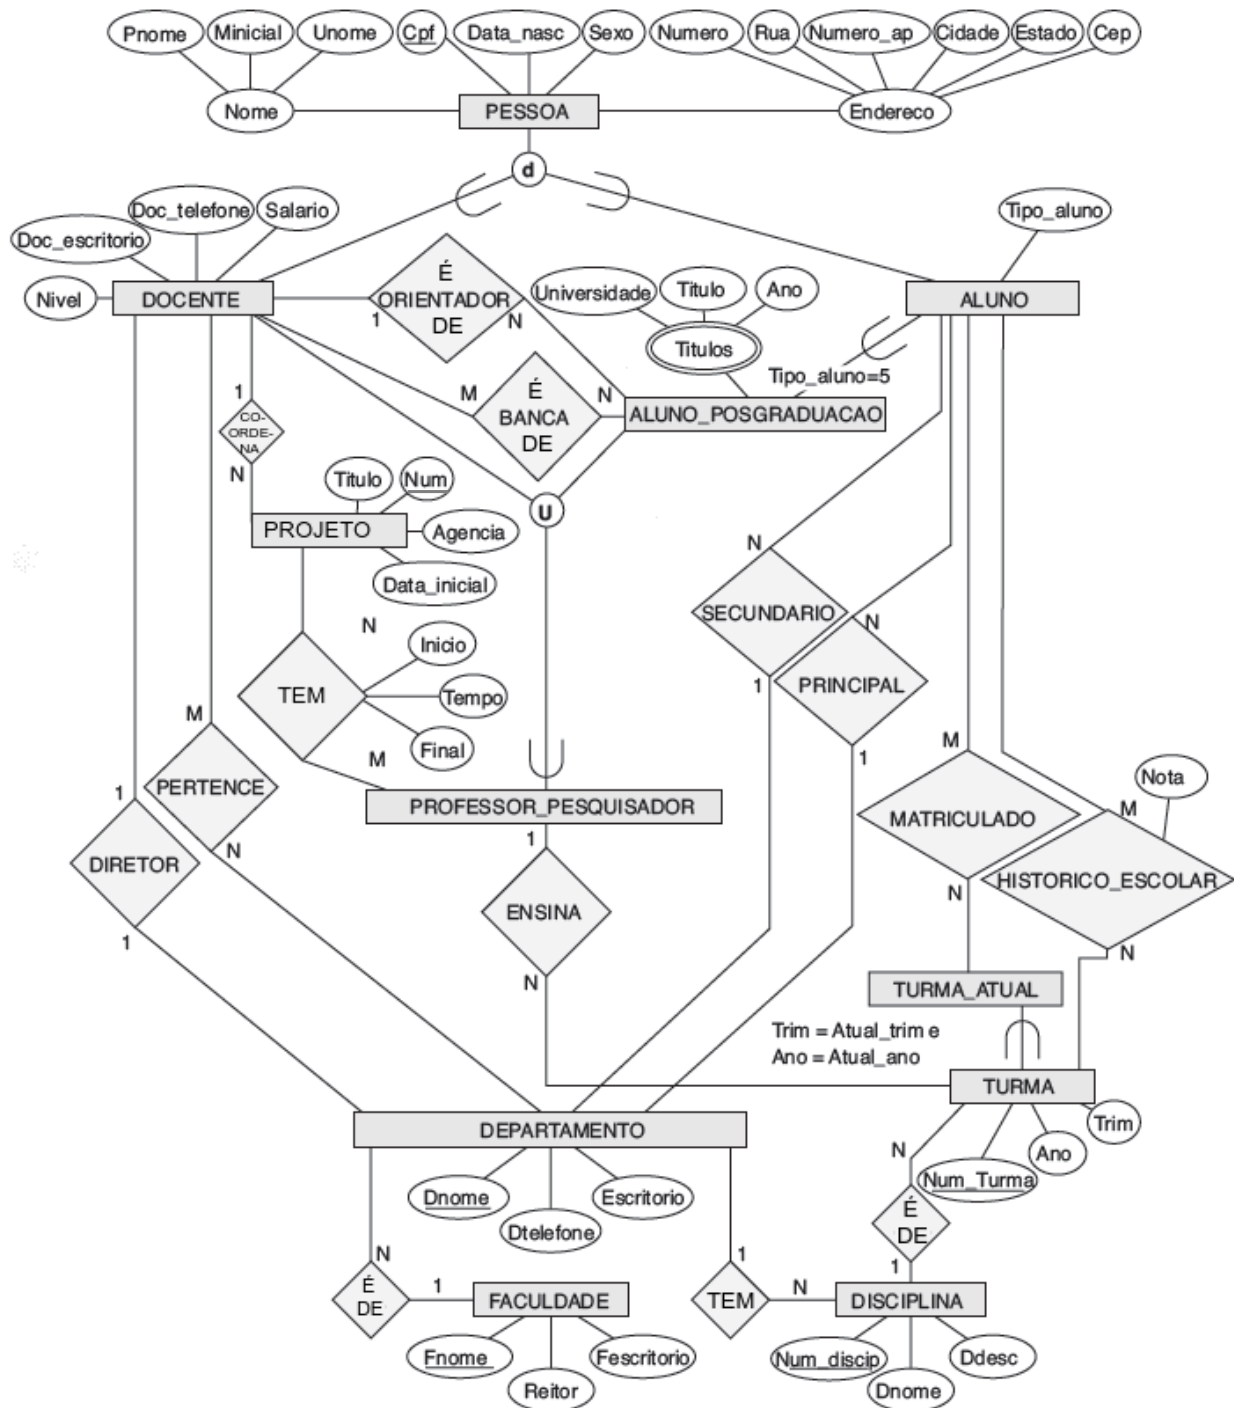 Pnome Minicial Unome Cpf Data_nasc Sexo Numero Rua Numero_ap Cidade Estado Cep
Nome PESSOA Endereco
d
Doc_telefone Salario Tipo_aluno
Doc_escritorio
Nivel DOCENTE
É
ORIENTADOR
DE
1 N
Universidade Titulo Ano
Titulos
ALUNO
Tipo_aluno=5
M
É
BANCA
DE
N
ALUNO_POSGRADUACAO
1
CO-
ORDE-
NA
N
Titulo Num
U
PROJETO Agencia
Data_inicial
N
SECUNDARIO
1
N
PRINCIPAL
1
N
Inicio
TEM Tempo
Final
M
M
PERTENCE
N
PROFESSOR_PESQUISADOR
1
1
DIRETOR
1
ENSINA
N
M
MATRICULADO
N
Nota
M
HISTORICO_ESCOLAR
N
TURMA_ATUAL
Trim = Atual_trim e
Ano = Atual_ano
TURMA
Trim
Ano
Num_Turma
DEPARTAMENTO
Dnome Escritorio
Dtelefone
N
É
DE
1
N
É
DE
1
FACULDADE
1
TEM
N
DISCIPLINA
Fnome Fescritorio
Reitor
Num_discip Ddesc
Dnome